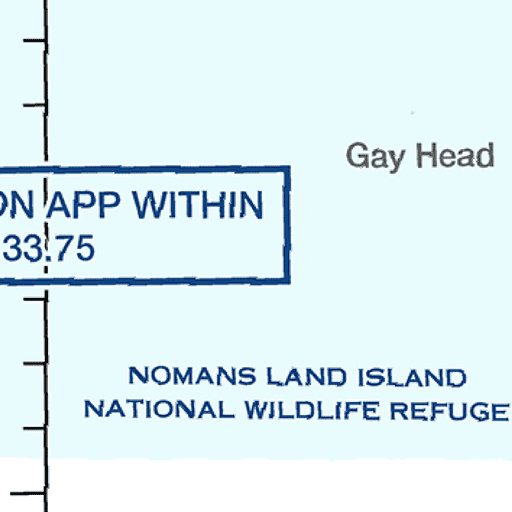 Gay Head
ON APP WITHIN
33.75
NOMANS LAND ISLAND
NATIONAL WILDLIFE REFUGE